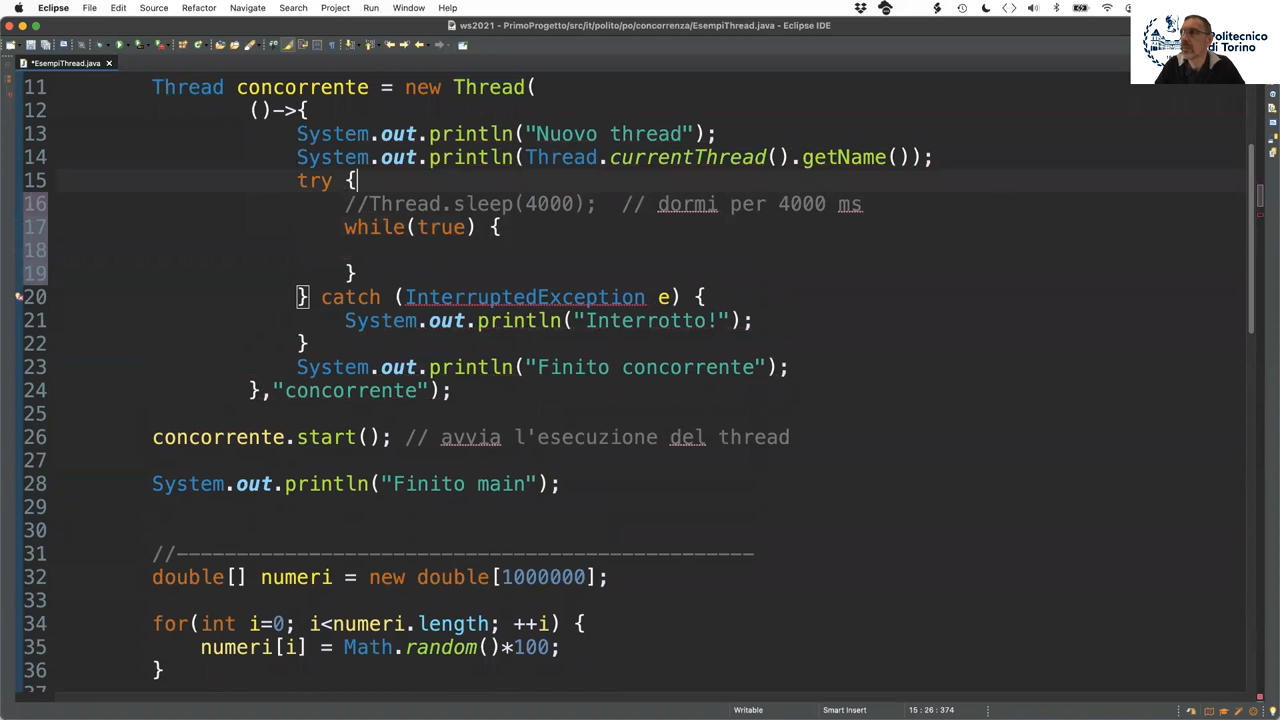 Eclipse File Edit Source Refactor Navigate Search Project Run Window Help
ws2021 - PrimoProgetto/src/it/polito/po/concorrenza/EsempiThread.java - Eclipse IDE
Politecnico
di Torino
*EsempiThread.java
11 Thread concorrente = new Thread(
12 ()->{
13 System.out.println("Nuovo thread");
14 System.out.println(Thread.currentThread().getName());
15 try {
16 //Thread.sleep(4000); // dormi per 4000 ms
17 while(true) {
18
19 }
20 } catch (InterruptedException e) {
21 System.out.println("Interrotto!");
22 }
23 System.out.println("Finito concorrente");
24 },"concorrente");
25
26 concorrente.start(); // avvia l'esecuzione del thread
27
28 System.out.println("Finito main");
29
30
31 //------------------------------------------------
32 double[] numeri = new double[1000000];
33
34 for(int i=0; i<numeri.length; ++i) {
35 numeri[i] = Math.random()*100;
36 }
37
Writable Smart Insert 15 : 26 : 374